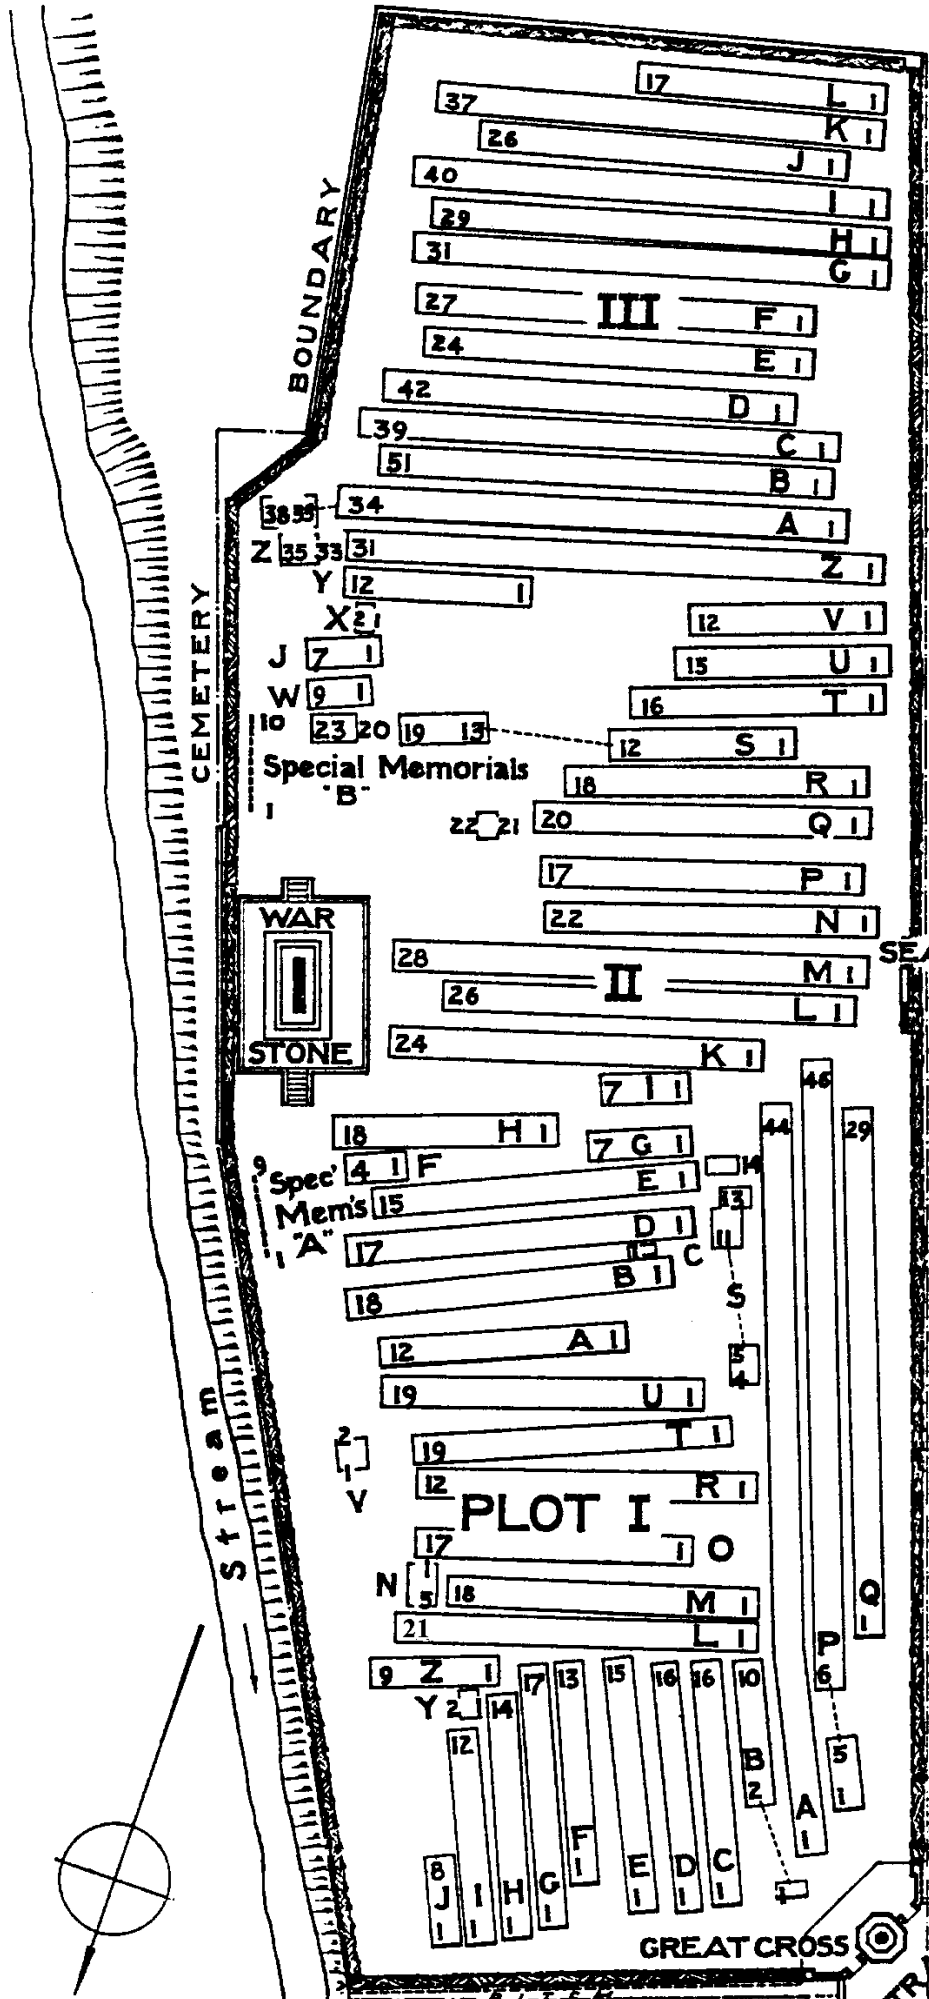 17 L 1
37 K 1
26 J 1
40 I 1
29 H 1
31 G 1
BOUNDARY
27 III F 1
24 E 1
42 D 1
39 C 1
51 B 1
38 35 34 A 1
Z 35 33 31 Z 1
Y 12 1
X 2 1
12 V 1
J 7 1
15 U 1
W 9 1
16 T 1
CEMETERY
10 23 20 19 13 12 S 1
Special Memorials
"B"
1
18 R 1
22 21 20 Q 1
17 P 1
22 N 1
WAR
STONE
28 M 1
II
26 L 1
24 K 1
7 I 1
46
44
29
18 H 1
7 G 1
9 Spec'
Mem's
"A"
1
4 1 F
14
15 E 1
13
11
17 D 1
1 C
18 B 1
S
5
4
12 A 1
19 U 1
Stream
2
1
V
19 T 1
12 R 1
PLOT I
17 1 O
N 1
5
18 M 1
21 L 1
Q
1
P
6
9 Z 1
Y 2
12 14 17 13 15 16 16 10
B
2
5
1
A
1
8
J
1
I
1
H
1
G
1
F
1
E
1
D
1
C
1
1
GREAT CROSS